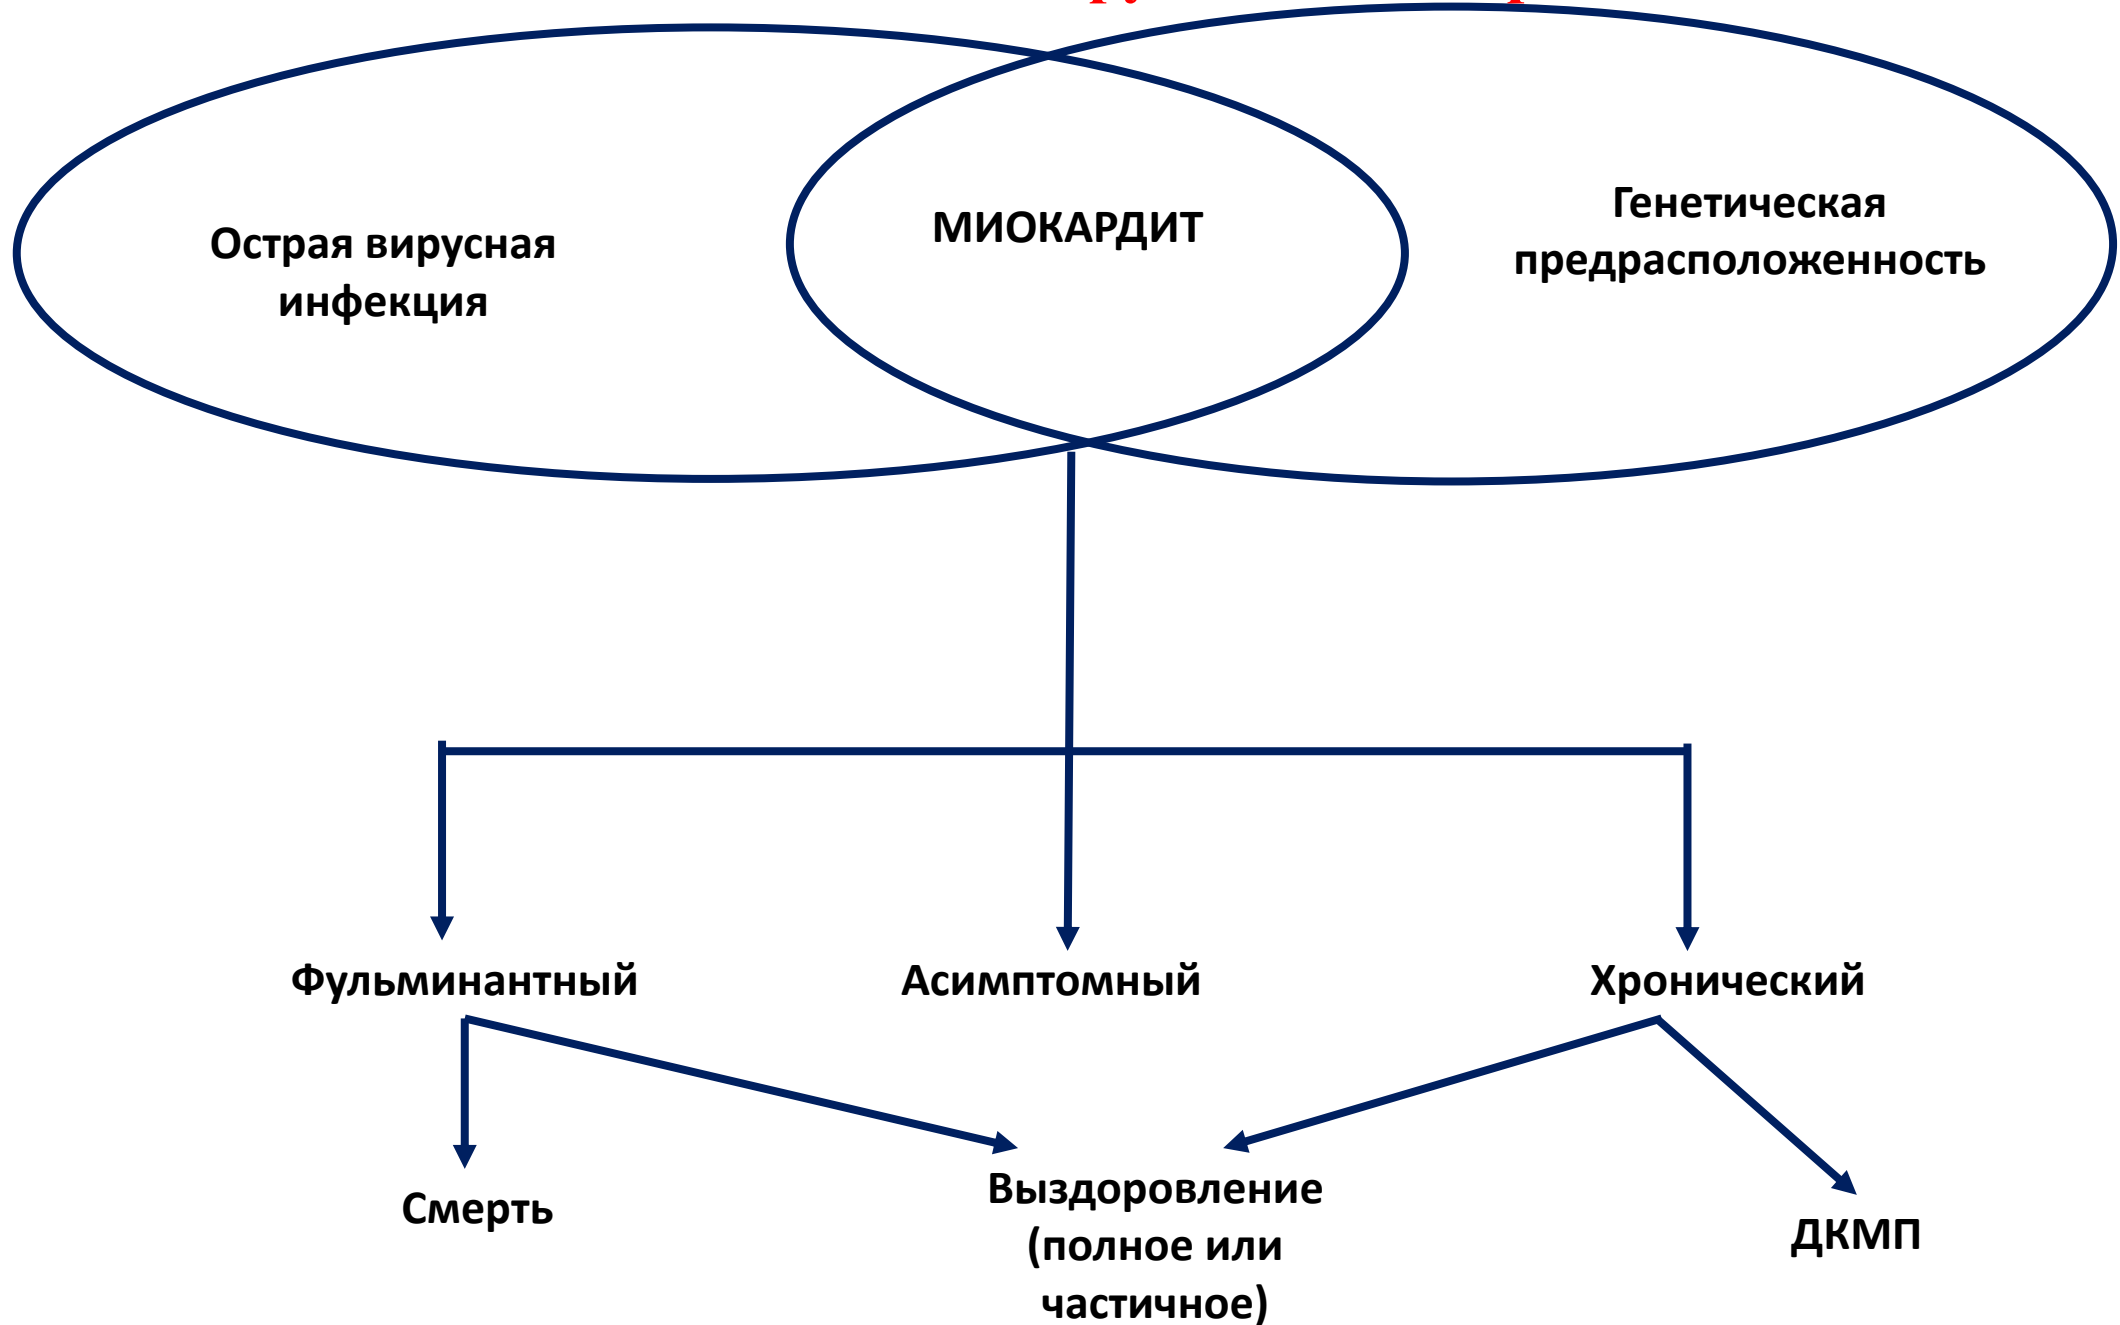 Острая вирусная
инфекция
МИОКАРДИТ
Генетическая
предрасположенность
Фульминантный
Асимптомный
Хронический
Смерть
Выздоровление
(полное или
частичное)
ДКМП